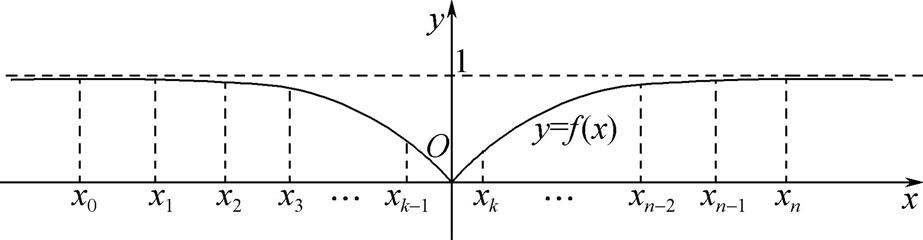 y
1
O
y=f(x)
x₀ x₁ x₂ x₃ ⋯ xₖ₋₁ xₖ ⋯ xₙ₋₂ xₙ₋₁ xₙ x